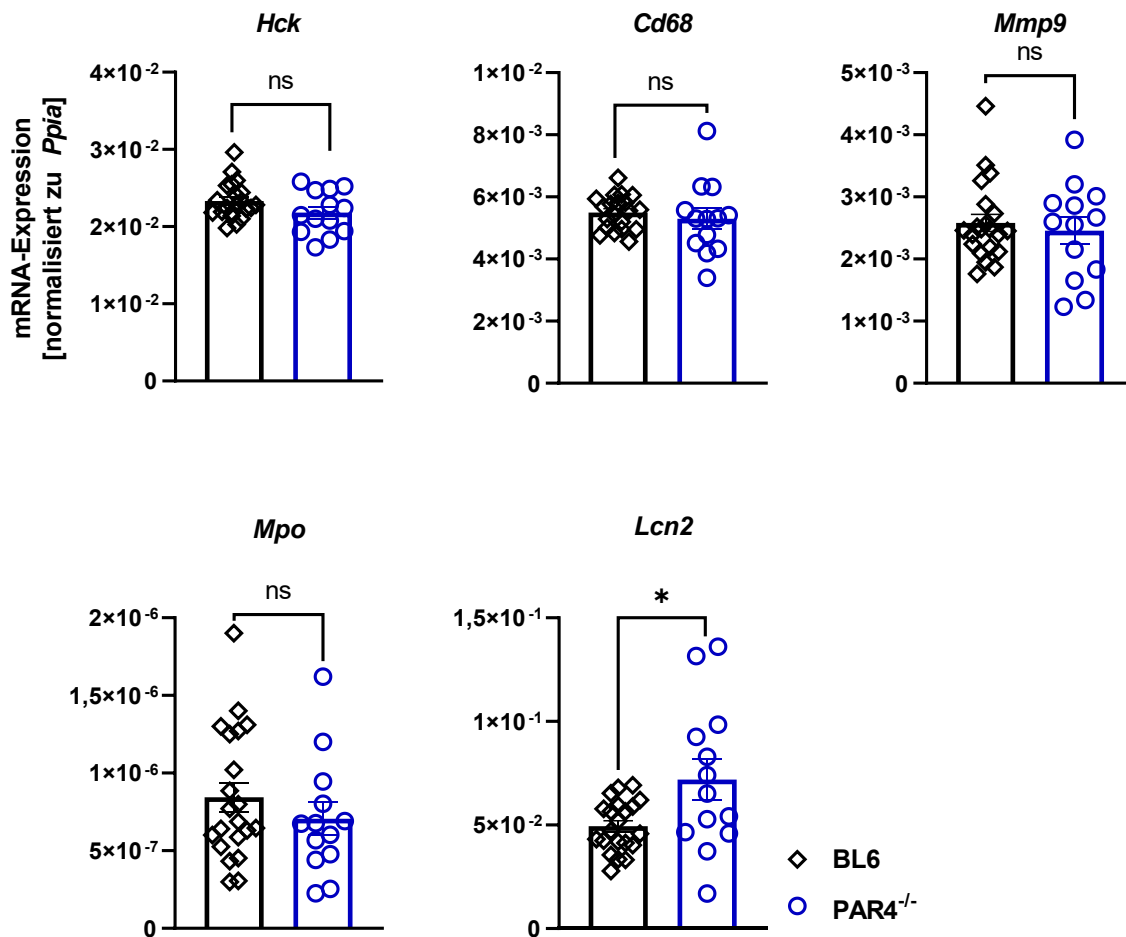 Hck
Cd68
Mmp9
mRNA-Expression
[normalisiert zu Ppia]
4×10⁻²
3×10⁻²
2×10⁻²
1×10⁻²
0
ns
1×10⁻²
8×10⁻³
6×10⁻³
4×10⁻³
2×10⁻³
0
ns
5×10⁻³
4×10⁻³
3×10⁻³
2×10⁻³
1×10⁻³
0
ns
Mpo
Lcn2
2×10⁻⁶
1,5×10⁻⁶
1×10⁻⁶
5×10⁻⁷
0
ns
1,5×10⁻¹
1×10⁻¹
5×10⁻²
0
*
BL6
PAR4⁻/⁻